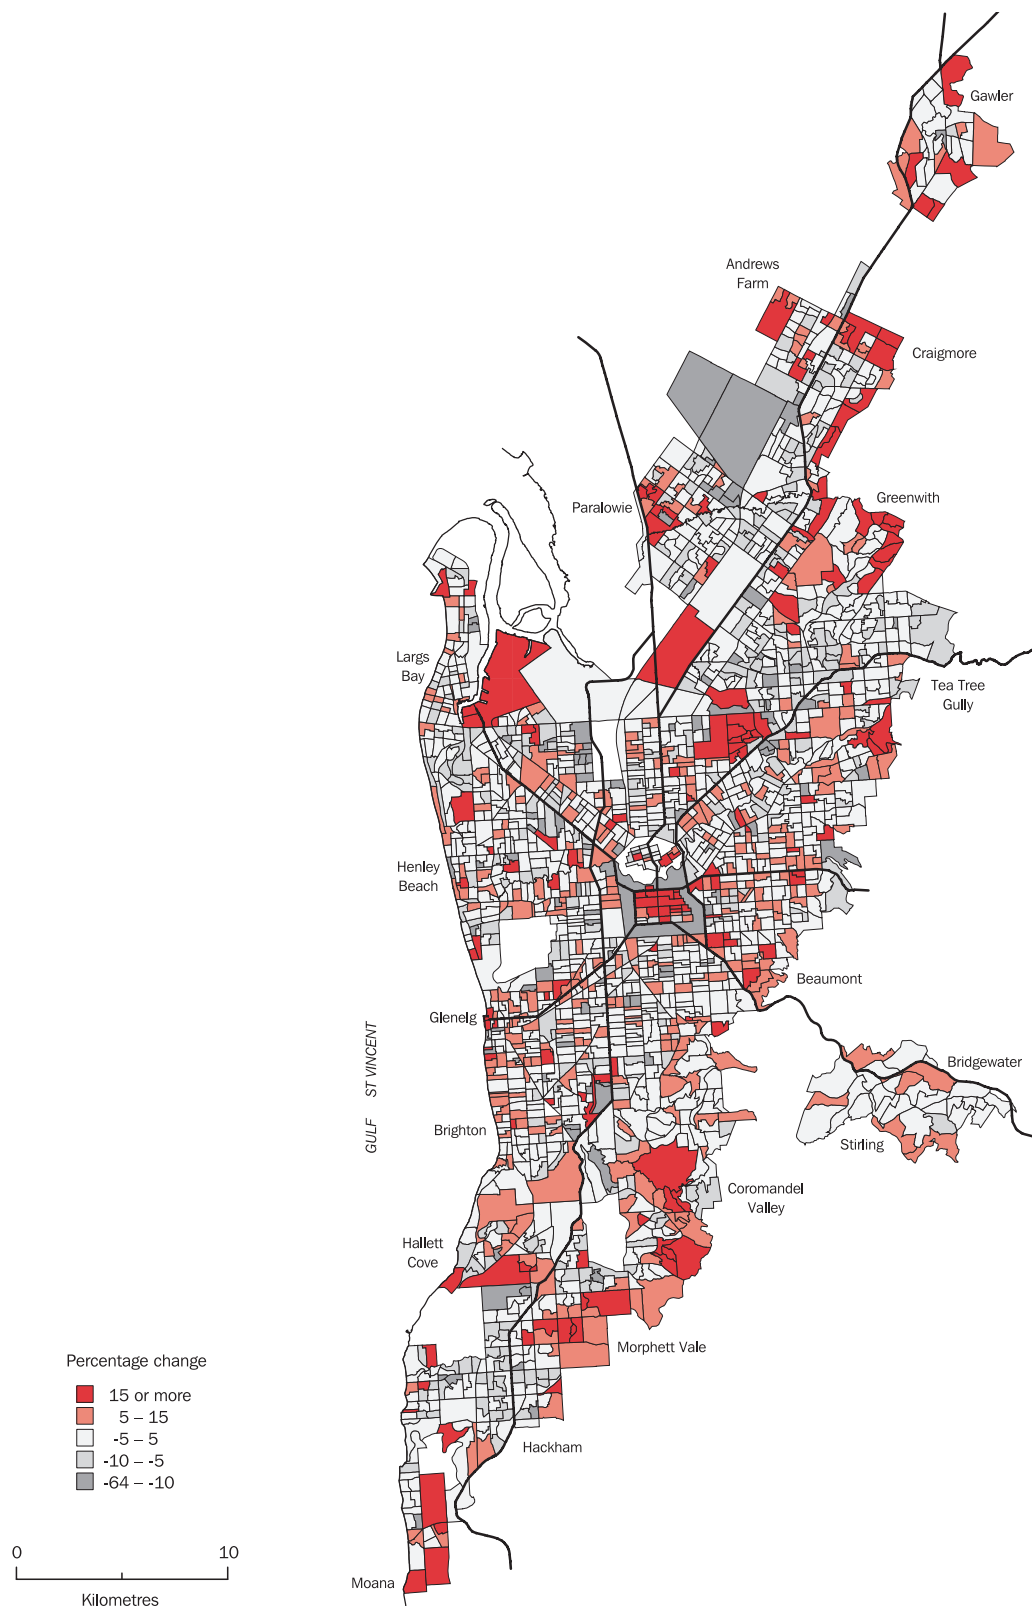 Gawler
Andrews
Farm
Craigmore
Greenwith
Paralowie
Largs
Bay
Tea Tree
Gully
Henley
Beach
Beaumont
Glenelg
GULF ST VINCENT
Bridgewater
Brighton
Stirling
Coromandel
Valley
Hallett
Cove
Morphett Vale
Percentage change
15 or more
5 – 15
-5 – 5
-10 – -5
-64 – -10
Hackham
0 10
Kilometres
Moana